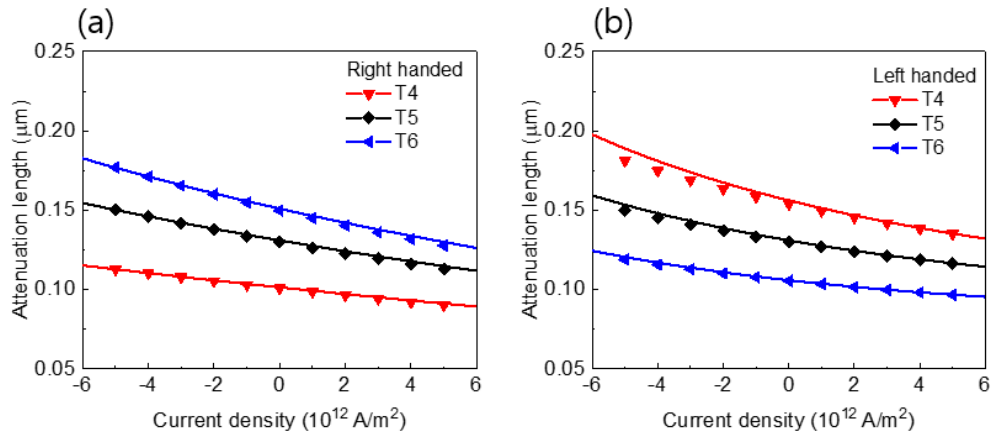 (a)
0.25
0.20
0.15
0.10
0.05
Attenuation length (μm)
Right handed
T4
T5
T6
-6 -4 -2 0 2 4 6
Current density (10¹² A/m²)
(b)
0.25
0.20
0.15
0.10
0.05
Attenuation length (μm)
Left handed
T4
T5
T6
-6 -4 -2 0 2 4 6
Current density (10¹² A/m²)